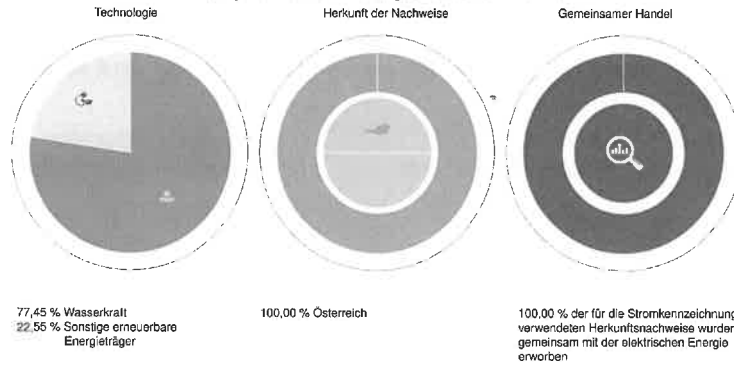 Technologie
Herkunft der Nachweise
Gemeinsamer Handel
77,45 % Wasserkraft
22,55 % Sonstige erneuerbare
Energieträger
100,00 % Österreich
100,00 % der für die Stromkennzeichnung
verwendeten Herkunftsnachweise wurden
gemeinsam mit der elektrischen Energie
erworben